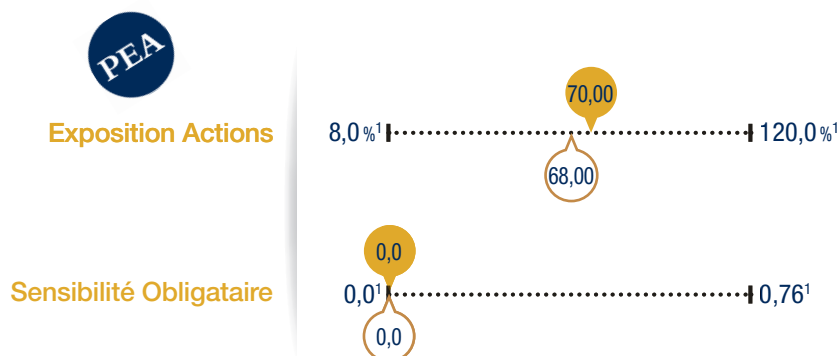 PEA
70,00
Exposition Actions 8,0 %¹ 120,0 %¹
68,00
0,0
Sensibilité Obligataire 0,0¹ 0,76¹
0,0